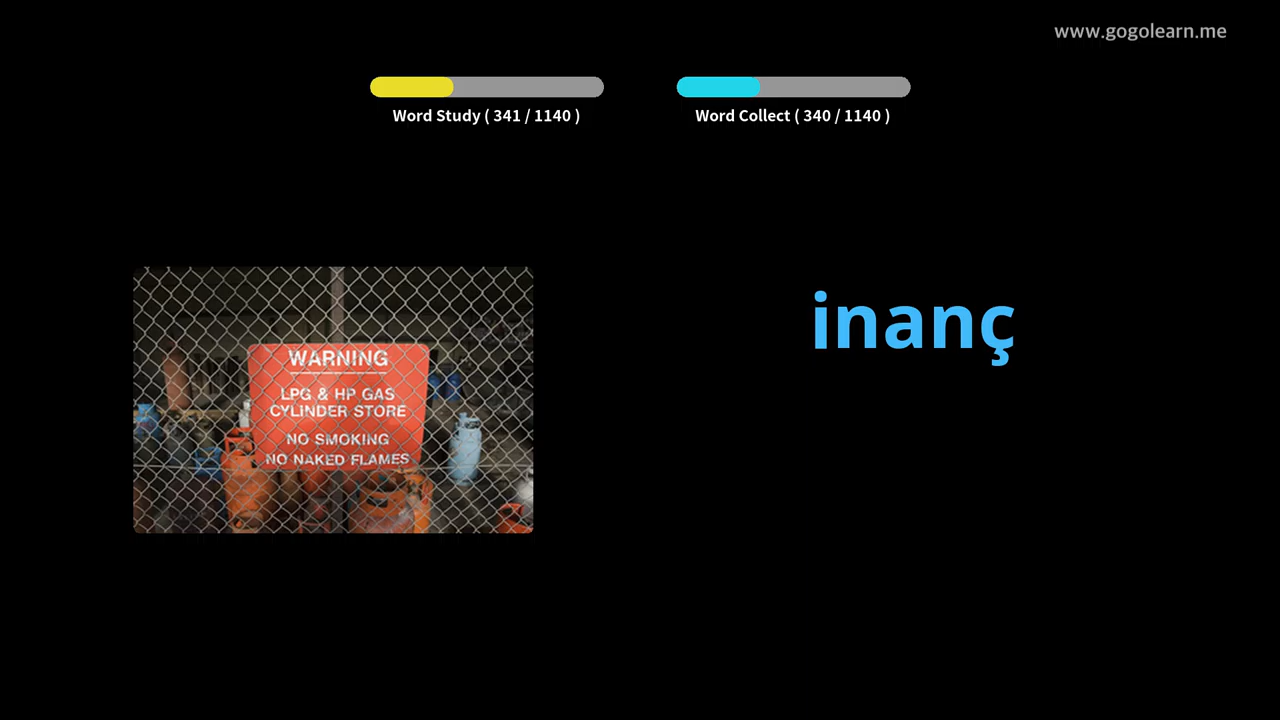 www.gogolearn.me
Word Study ( 341 / 1140 )
Word Collect ( 340 / 1140 )
WARNING
LPG & HP GAS
CYLINDER STORE
NO SMOKING
NO NAKED FLAMES
inanç